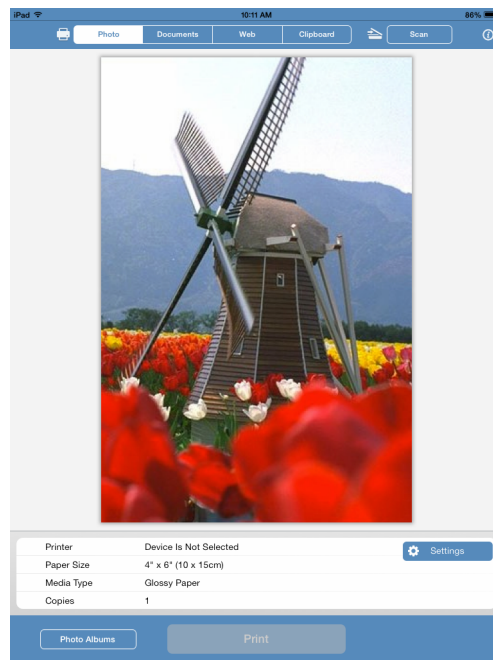 iPad 10:11 AM 86%
Photo Documents Web Clipboard Scan
Printer Device Is Not Selected Settings
Paper Size 4" x 6" (10 x 15cm)
Media Type Glossy Paper
Copies 1
Photo Albums Print